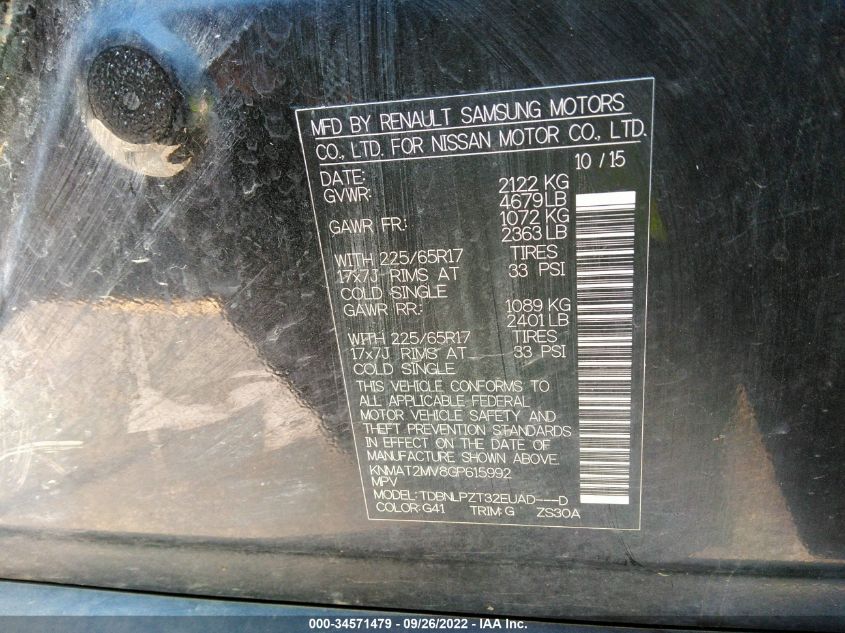 MFD BY RENAULT SAMSUNG MOTORS
CO., LTD. FOR NISSAN MOTOR CO., LTD.
DATE: 10 / 15
GVWR: 2122 KG
4679 LB
GAWR FR: 1072 KG
2363 LB
WITH 225/65R17 TIRES
17x7J RIMS AT 33 PSI
COLD SINGLE
GAWR RR: 1089 KG
2401 LB
WITH 225/65R17 TIRES
17x7J RIMS AT 33 PSI
COLD SINGLE
THIS VEHICLE CONFORMS TO
ALL APPLICABLE FEDERAL
MOTOR VEHICLE SAFETY AND
THEFT PREVENTION STANDARDS
IN EFFECT ON THE DATE OF
MANUFACTURE SHOWN ABOVE.
KNMAT2MV8GP615992
MPV
MODEL: TDBNLPZT32EUAD---D
COLOR: G41 TRIM: G ZS30A
000-34571479 - 09/26/2022 - IAA Inc.